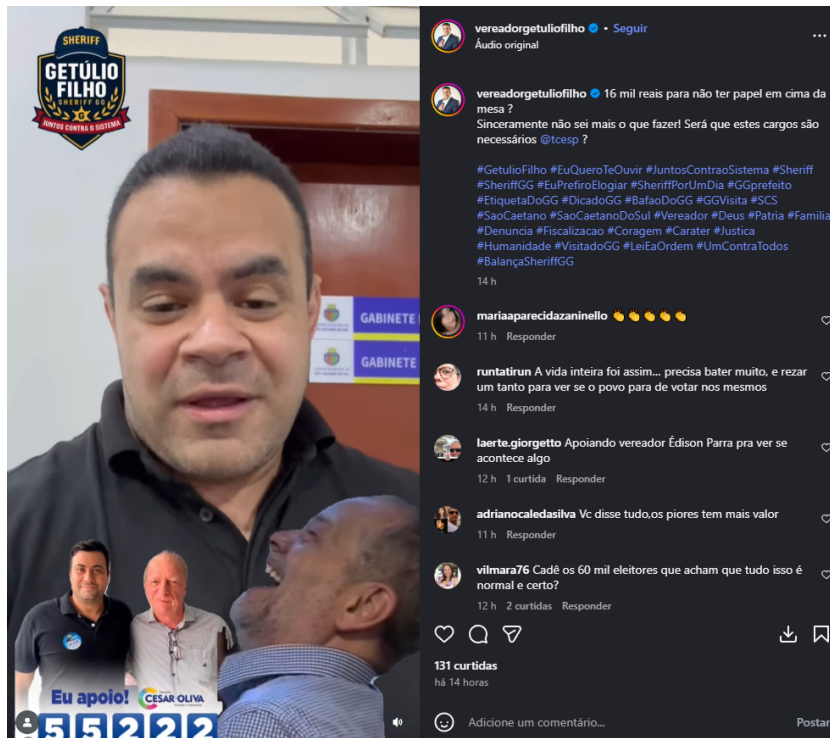 SHERIFF
GETÚLIO
FILHO
SHERIFF GG
G
JUNTOS CONTRA O SISTEMA
GABINETE
GABINETE
Eu apoio! CESAR OLIVA
55222
vereadorgetuliofilho • Seguir
Áudio original
vereadorgetuliofilho 16 mil reais para não ter papel em cima da
mesa ?
Sinceramente não sei mais o que fazer! Será que estes cargos são
necessários @tcesp ?
#GetulioFilho #EuQueroTeOuvir #JuntosContraoSistema #Sheriff
#SheriffGG #EuPrefiroElogiar #SheriffPorUmDia #GGprefeito
#EtiquetaDoGG #DicadoGG #BafaoDoGG #GGVisita #SCS
#SaoCaetano #SaoCaetanoDoSul #Vereador #Deus #Patria #Familia
#Denuncia #Fiscalizacao #Coragem #Carater #Justica
#Humanidade #VisitadoGG #LeiEaOrdem #UmContraTodos
#BalançaSheriffGG
14 h
mariaaparecidazaninello 👏👏👏👏👏
11 h Responder
runtatirun A vida inteira foi assim... precisa bater muito, e rezar
um tanto para ver se o povo para de votar nos mesmos
14 h Responder
laerte.giorgetto Apoiando vereador Édison Parra pra ver se
acontece algo
12 h 1 curtida Responder
adrianocaledasilva Vc disse tudo,os piores tem mais valor
11 h Responder
vilmara76 Cadê os 60 mil eleitores que acham que tudo isso é
normal e certo?
12 h 2 curtidas Responder
131 curtidas
há 14 horas
Adicione um comentário... Postar